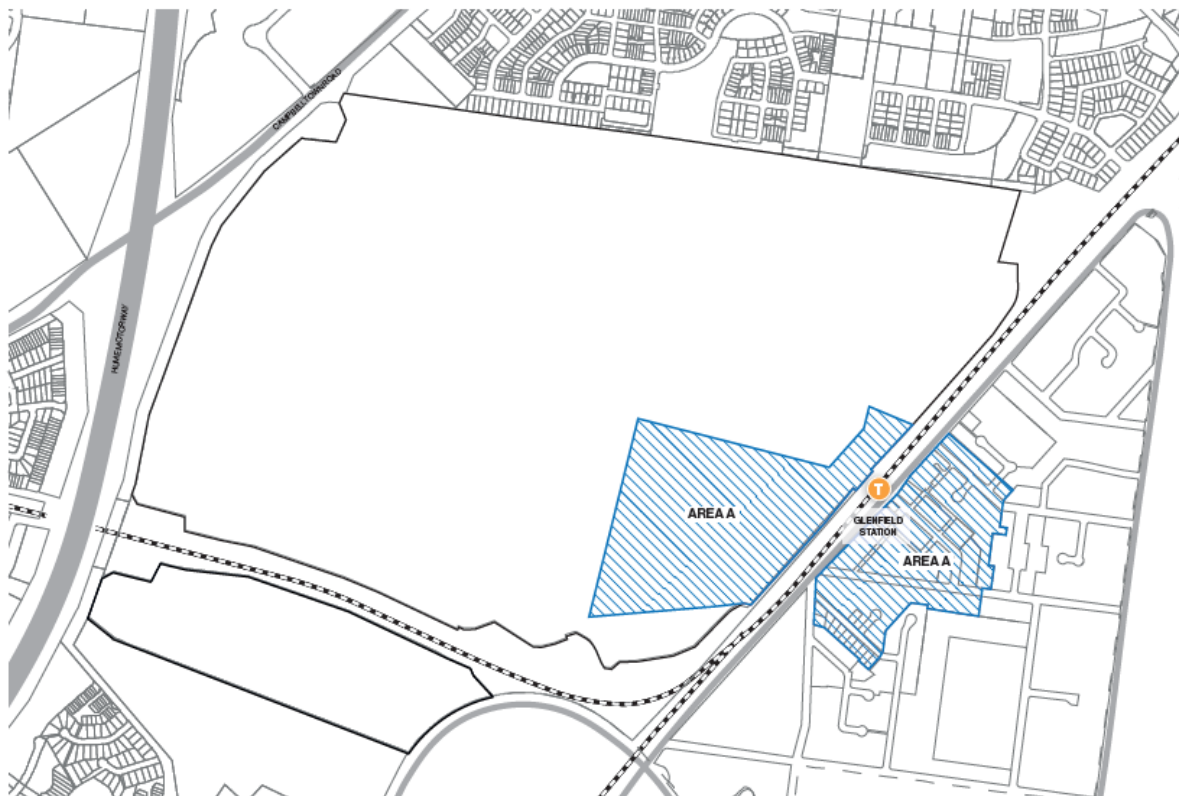 CAMPBELLTOWN ROAD
HUME MOTORWAY
AREA A
T
GLENFIELD
STATION
AREA A